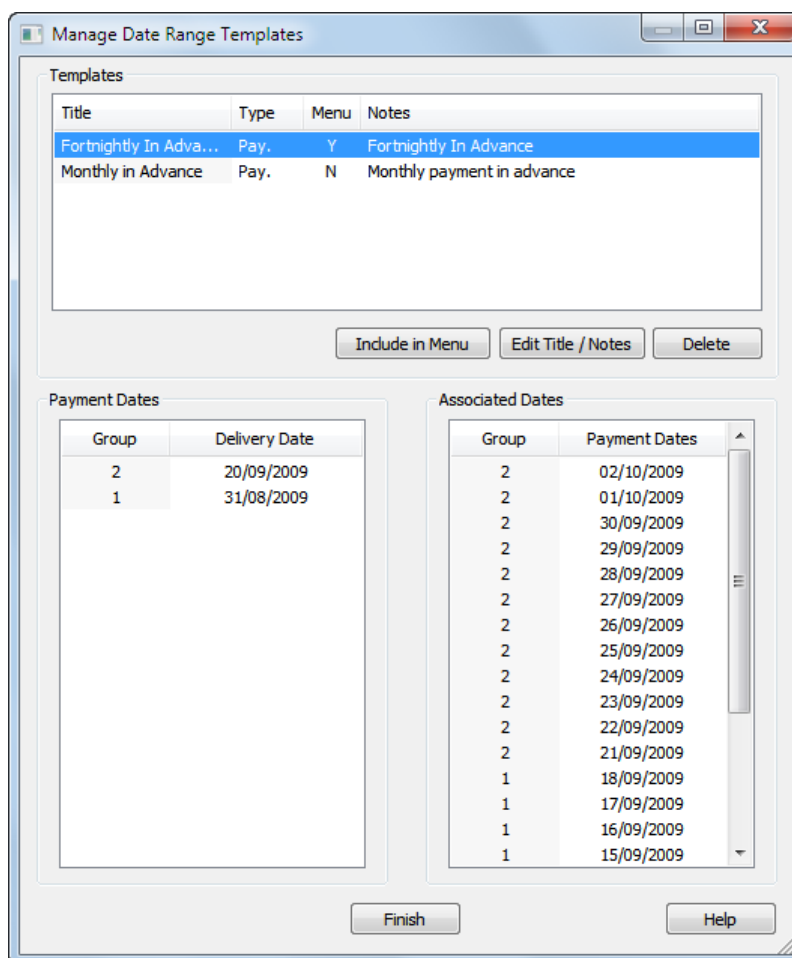 Manage Date Range Templates
Templates
Title Type Menu Notes
Fortnightly In Adva... Pay. Y Fortnightly In Advance
Monthly in Advance Pay. N Monthly payment in advance
Include in Menu Edit Title / Notes Delete
Payment Dates
Group Delivery Date
2 20/09/2009
1 31/08/2009
Associated Dates
Group Payment Dates
2 02/10/2009
2 01/10/2009
2 30/09/2009
2 29/09/2009
2 28/09/2009
2 27/09/2009
2 26/09/2009
2 25/09/2009
2 24/09/2009
2 23/09/2009
2 22/09/2009
2 21/09/2009
1 18/09/2009
1 17/09/2009
1 16/09/2009
1 15/09/2009
Finish Help